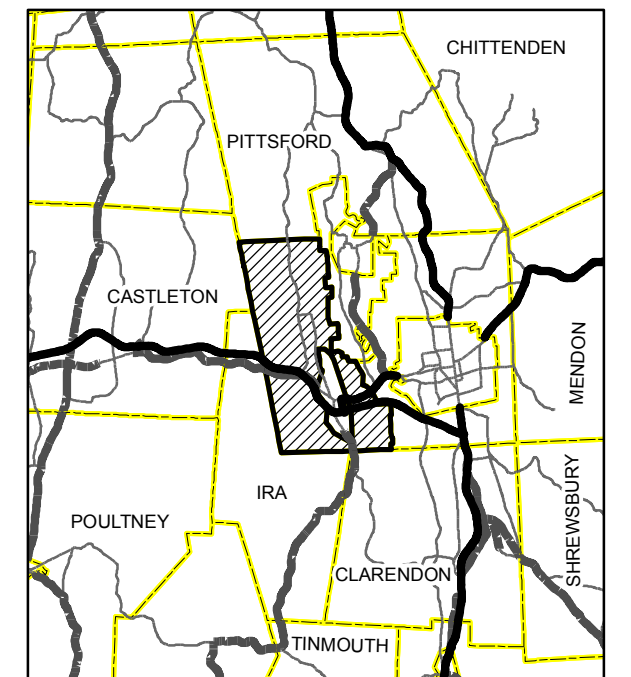 CHITTENDEN
PITTSFORD
CASTLETON
MENDON
IRA
SHREWSBURY
POULTNEY
CLARENDON
TINMOUTH